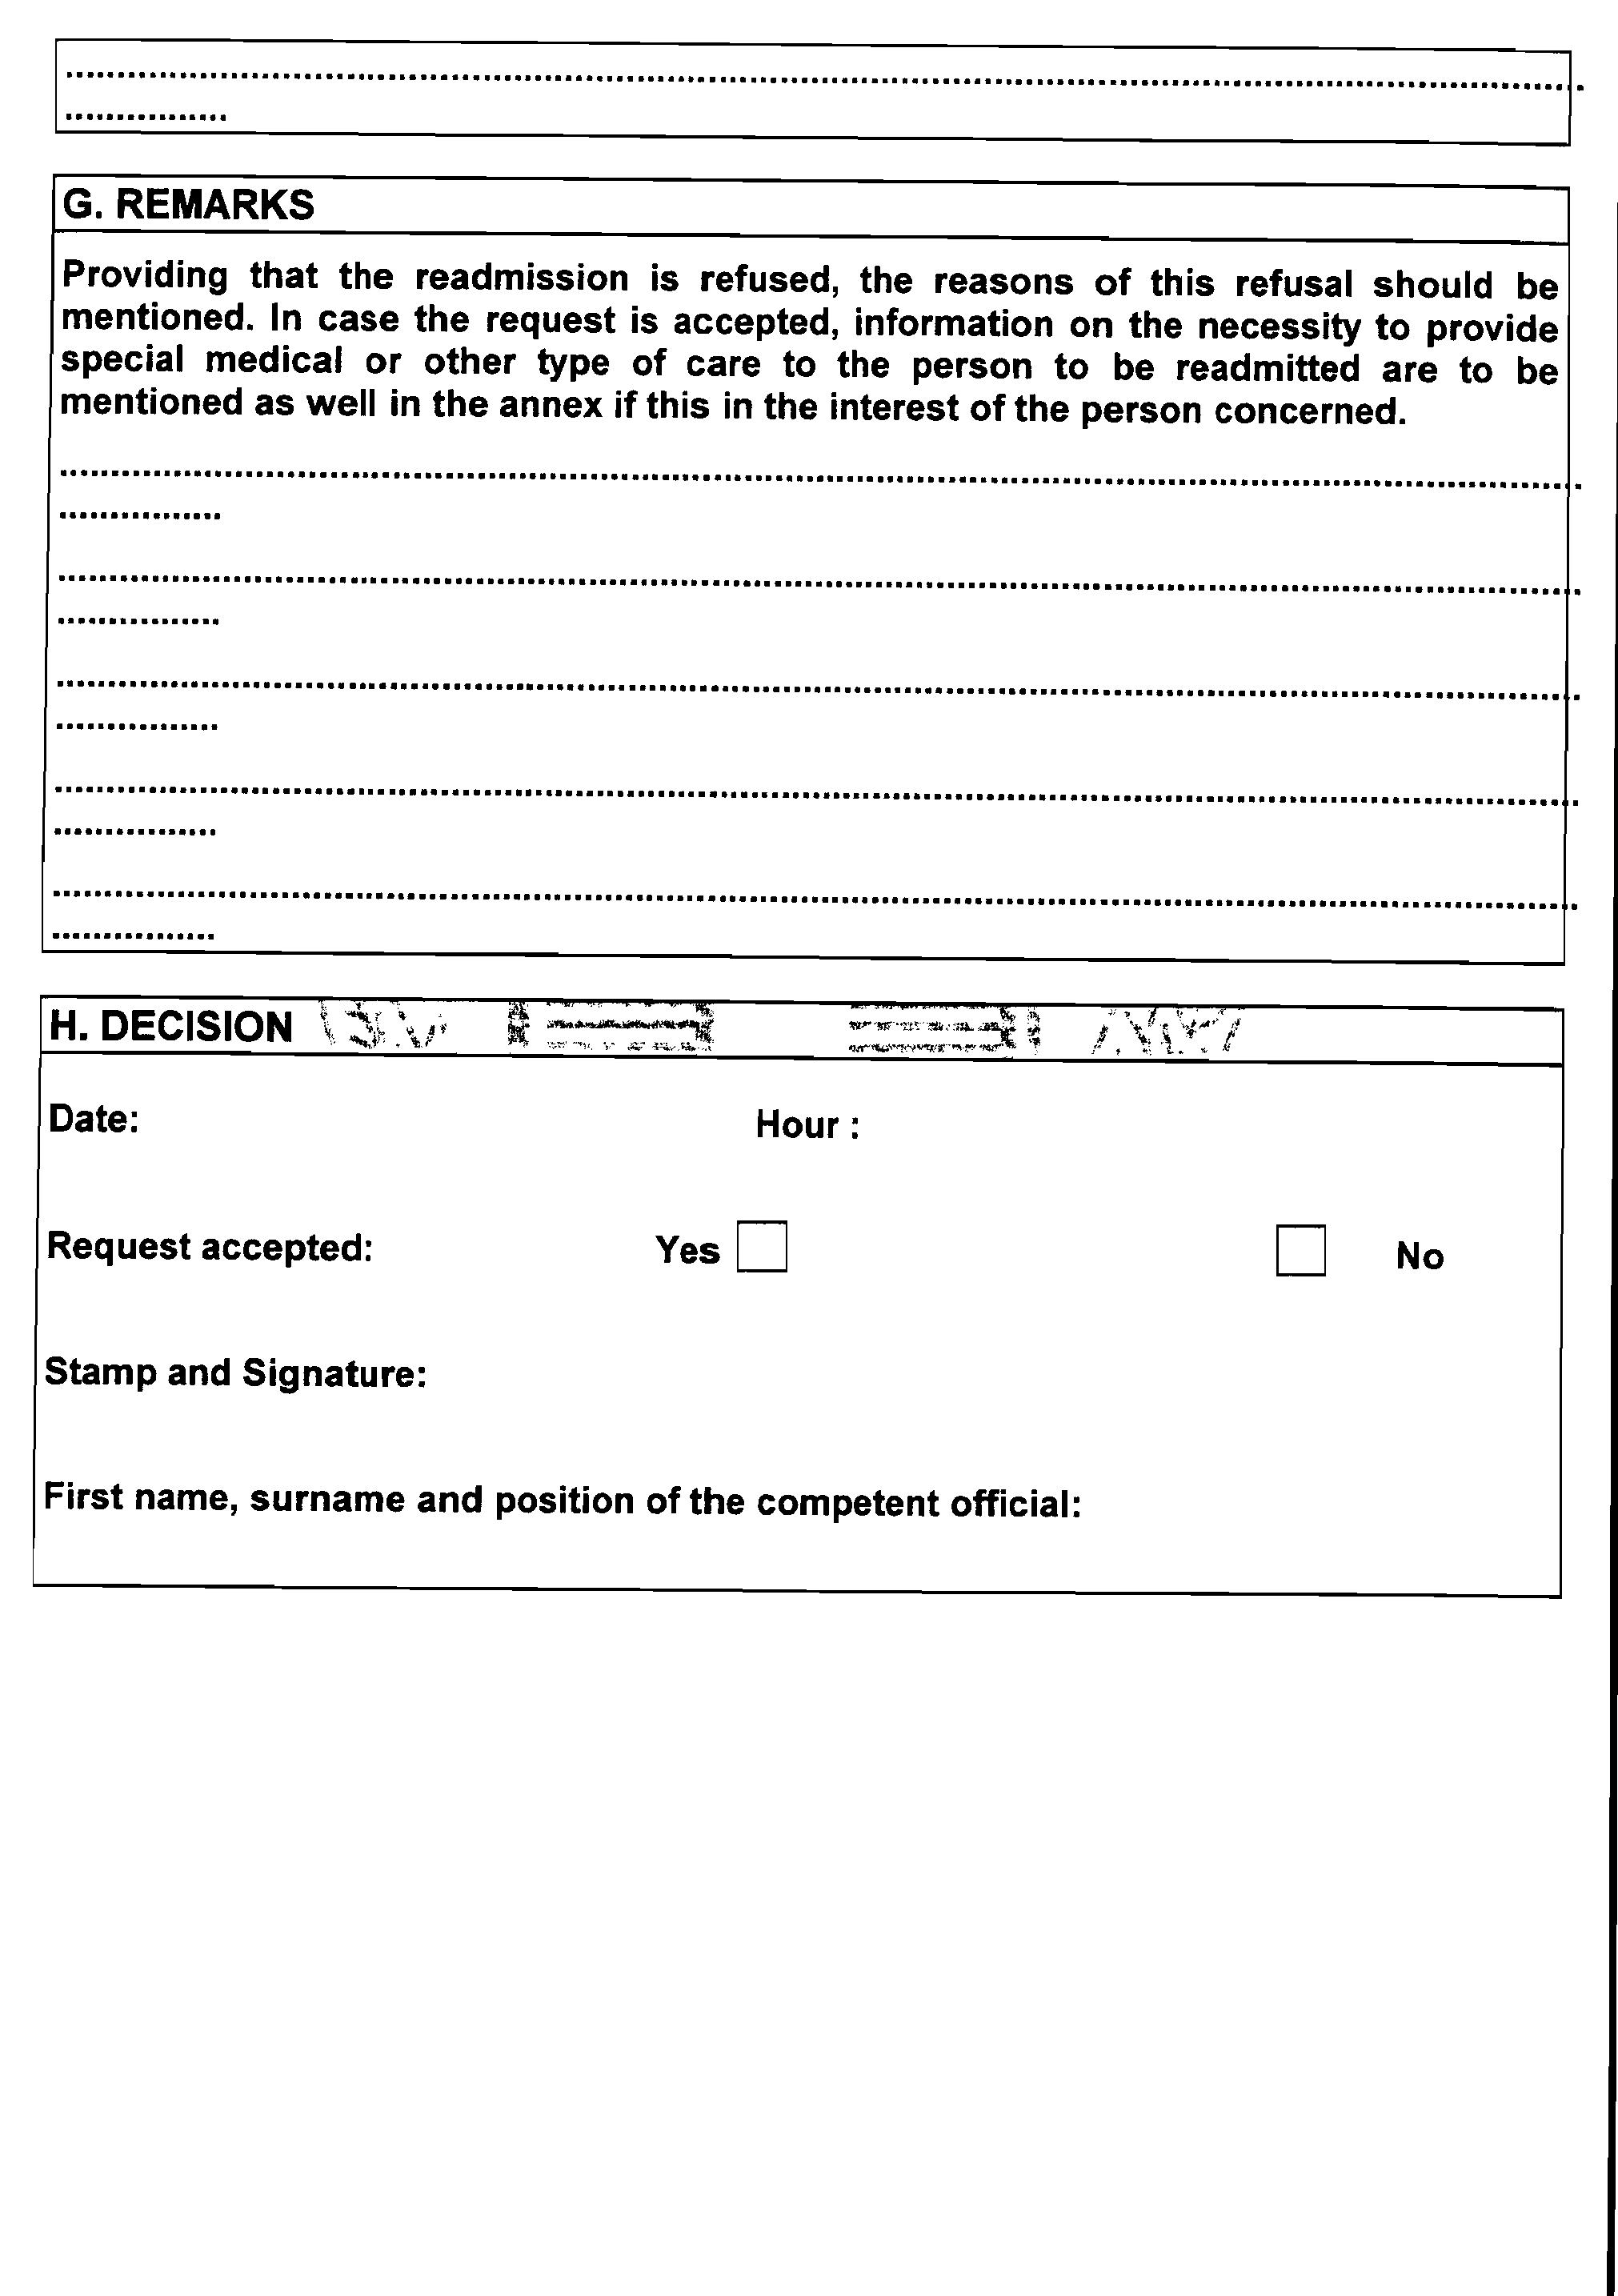 ................................................................................
................
G. REMARKS
Providing that the readmission is refused, the reasons of this refusal should be
mentioned. In case the request is accepted, information on the necessity to provide
special medical or other type of care to the person to be readmitted are to be
mentioned as well in the annex if this in the interest of the person concerned.
................................................................................
................
................................................................................
................
................................................................................
................
................................................................................
................
................................................................................
................
H. DECISION
Date: Hour :
Request accepted: Yes No
Stamp and Signature:
First name, surname and position of the competent official: